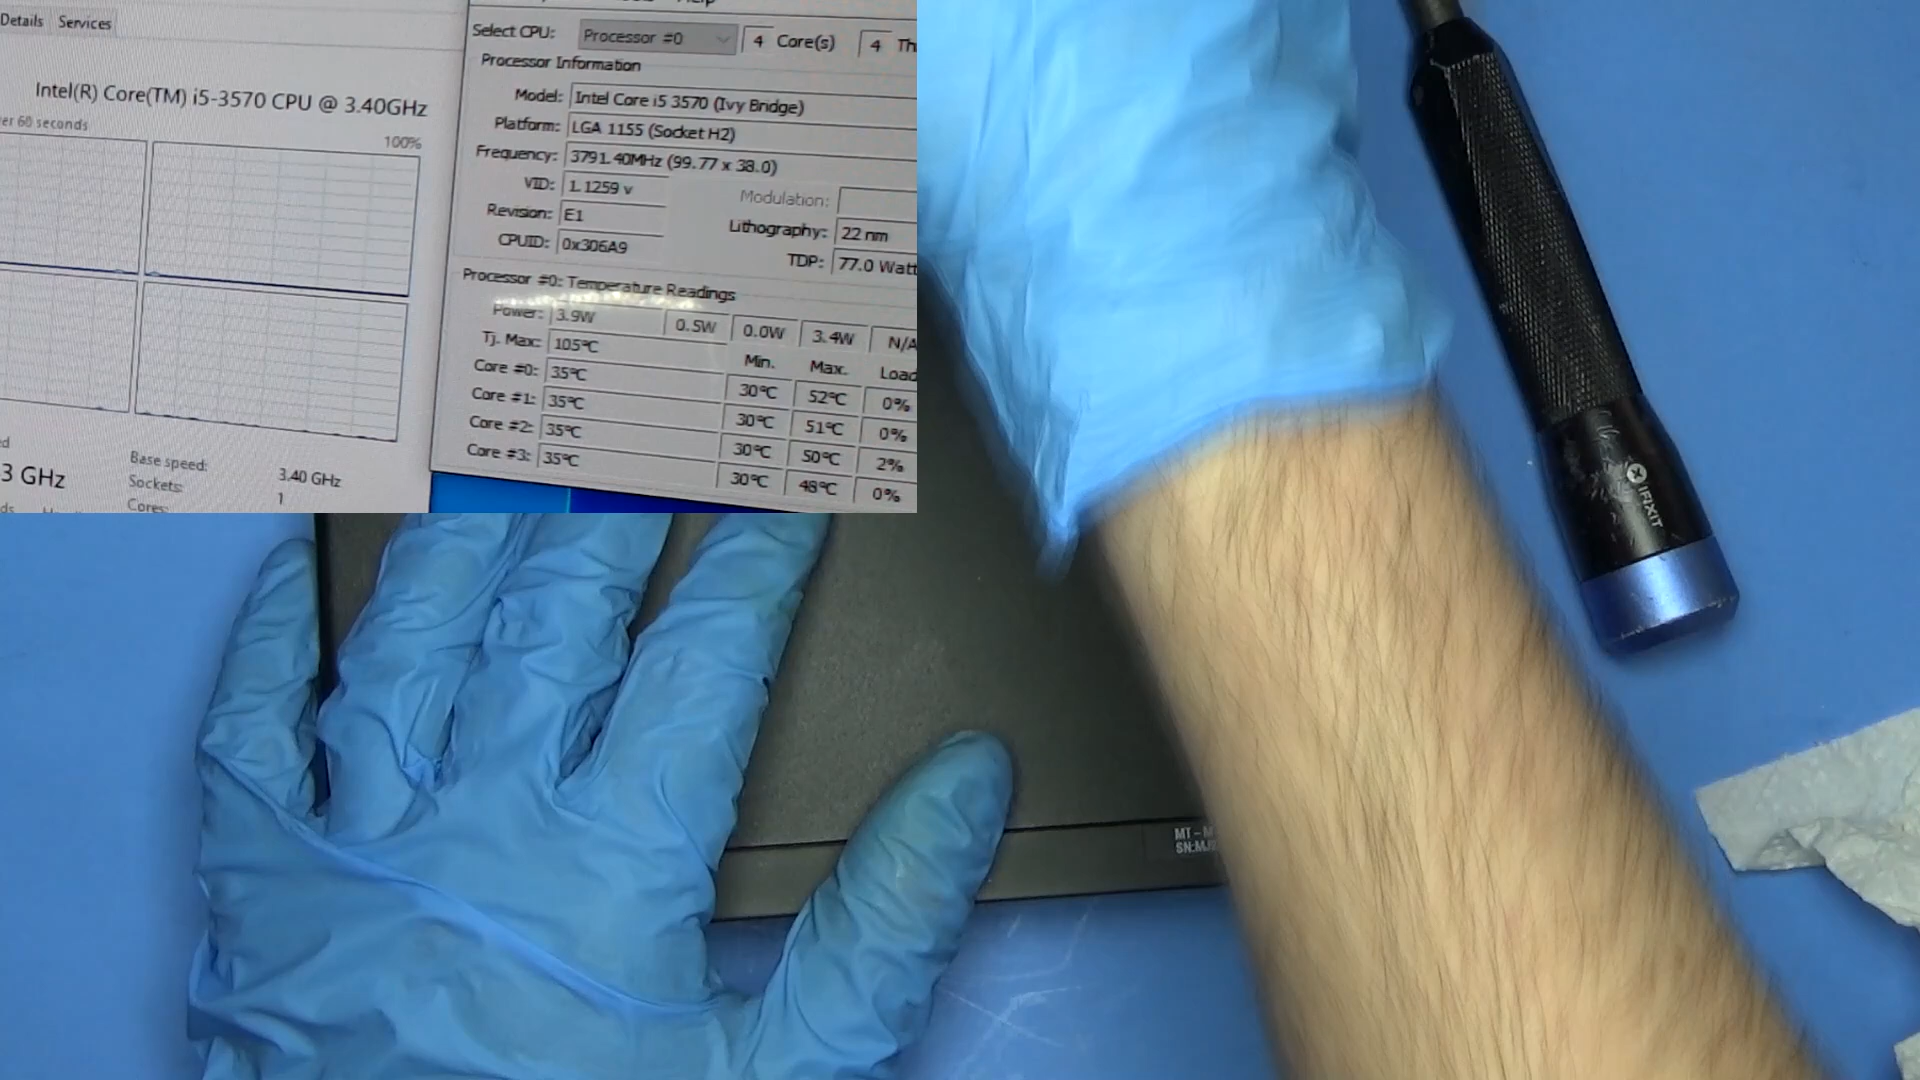 Details Services
Intel(R) Core(TM) i5-3570 CPU @ 3.40GHz
er 60 seconds
100%
3 GHz
Base speed: 3.40 GHz
Sockets: 1
Cores:
Select CPU: Processor #0 4 Core(s) 4 Th
Processor Information
Model: Intel Core i5 3570 (Ivy Bridge)
Platform: LGA 1155 (Socket H2)
Frequency: 3791.40MHz (99.77 x 38.0)
VID: 1.1259 v
Modulation:
Revision: E1
Lithography: 22 nm
CPUID: 0x306A9
TDP: 77.0 Watt
Processor #0: Temperature Readings
Power: 3.9W 0.5W 0.0W 3.4W N/A
Tj. Max: 105°C Min. Max. Load
Core #0: 35°C 30°C 52°C 0%
Core #1: 35°C 30°C 51°C 0%
Core #2: 35°C 30°C 50°C 2%
Core #3: 35°C 30°C 48°C 0%
IFIXIT
MT-M
SN:MJ